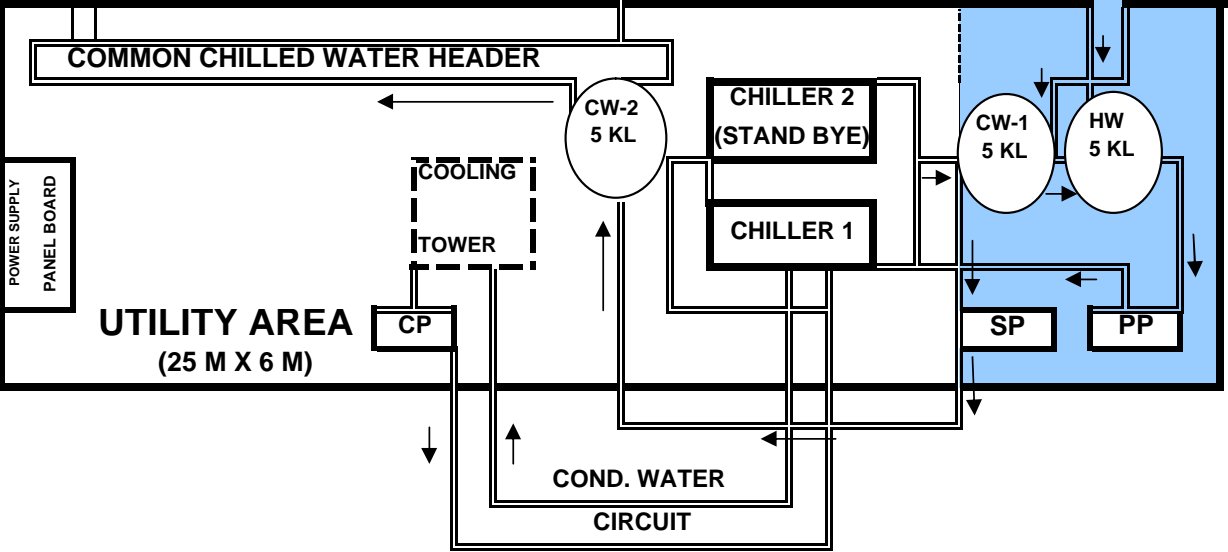 COMMON CHILLED WATER HEADER
CW-2
5 KL
CHILLER 2
(STAND BYE)
CW-1
5 KL
HW
5 KL
POWER SUPPLY
PANEL BOARD
COOLING
TOWER
CHILLER 1
UTILITY AREA
(25 M X 6 M)
CP
SP
PP
COND. WATER
CIRCUIT